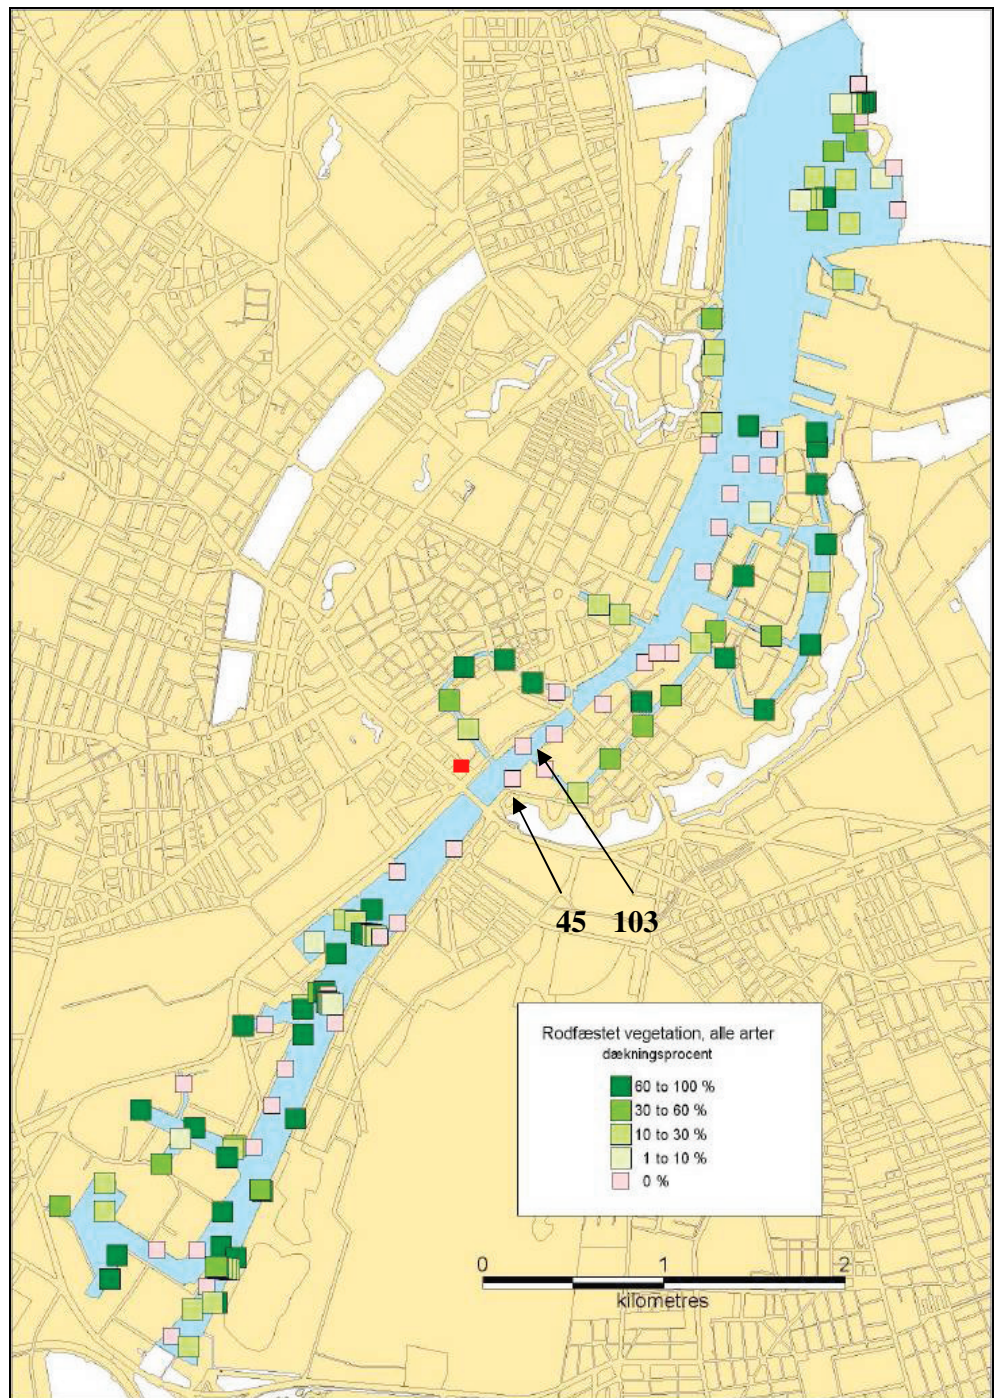 45 103
Rodfæstet vegetation, alle arter
dækningsprocent
60 to 100 %
30 to 60 %
10 to 30 %
1 to 10 %
0 %
0 1 2
kilometres